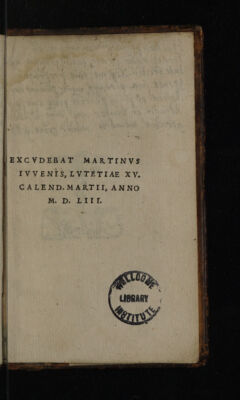 EXCVDEBAT MARTINVS
IVVENIS, LVTETIAE XV.
CALEND. MARTII, ANNO
M. D. LIII.
WELLCOME
LIBRARY
INSTITUTE